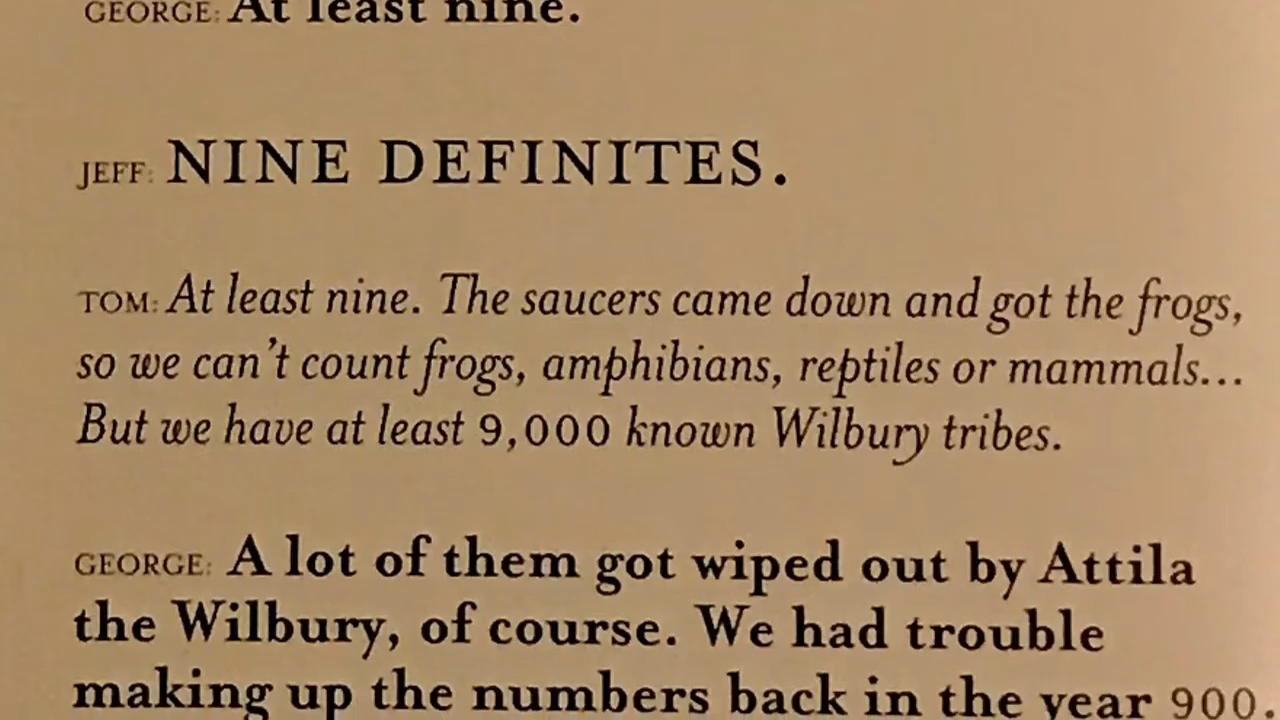 GEORGE: At least nine.
JEFF: NINE DEFINITES.
TOM: At least nine. The saucers came down and got the frogs,
so we can't count frogs, amphibians, reptiles or mammals...
But we have at least 9,000 known Wilbury tribes.
GEORGE: A lot of them got wiped out by Attila
the Wilbury, of course. We had trouble
making up the numbers back in the year 900.